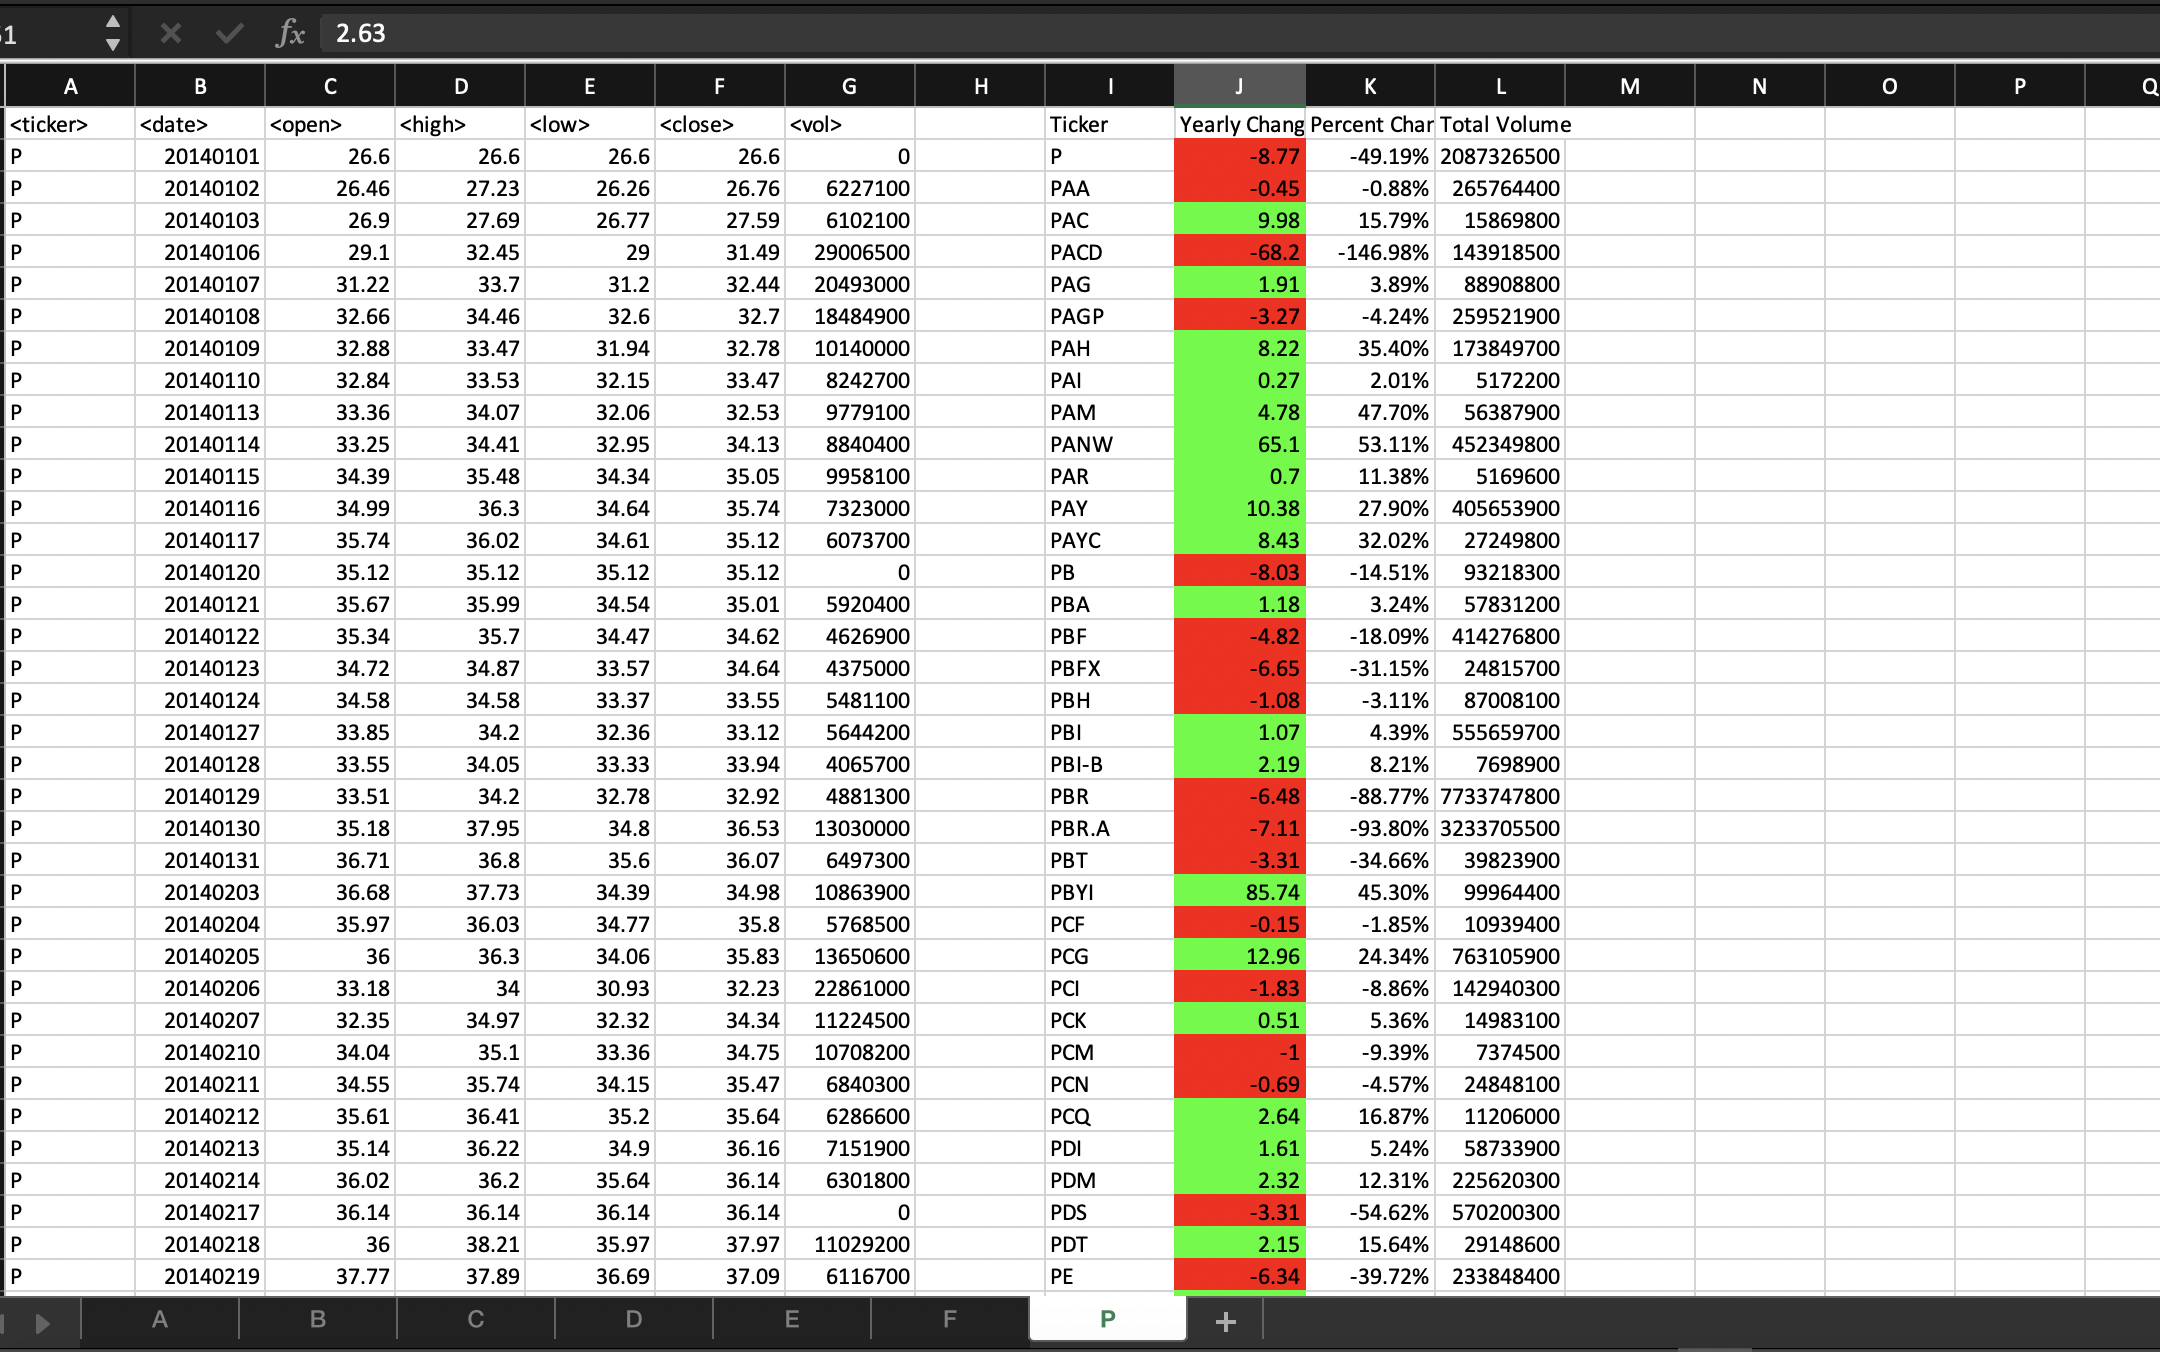 1 fx 2.63
A B C D E F G H I J K L M N O P Q
<ticker> <date> <open> <high> <low> <close> <vol> Ticker Yearly Chang Percent Char Total Volume
P 20140101 26.6 26.6 26.6 26.6 0 P -8.77 -49.19% 2087326500
P 20140102 26.46 27.23 26.26 26.76 6227100 PAA -0.45 -0.88% 265764400
P 20140103 26.9 27.69 26.77 27.59 6102100 PAC 9.98 15.79% 15869800
P 20140106 29.1 32.45 29 31.49 29006500 PACD -68.2 -146.98% 143918500
P 20140107 31.22 33.7 31.2 32.44 20493000 PAG 1.91 3.89% 88908800
P 20140108 32.66 34.46 32.6 32.7 18484900 PAGP -3.27 -4.24% 259521900
P 20140109 32.88 33.47 31.94 32.78 10140000 PAH 8.22 35.40% 173849700
P 20140110 32.84 33.53 32.15 33.47 8242700 PAI 0.27 2.01% 5172200
P 20140113 33.36 34.07 32.06 32.53 9779100 PAM 4.78 47.70% 56387900
P 20140114 33.25 34.41 32.95 34.13 8840400 PANW 65.1 53.11% 452349800
P 20140115 34.39 35.48 34.34 35.05 9958100 PAR 0.7 11.38% 5169600
P 20140116 34.99 36.3 34.64 35.74 7323000 PAY 10.38 27.90% 405653900
P 20140117 35.74 36.02 34.61 35.12 6073700 PAYC 8.43 32.02% 27249800
P 20140120 35.12 35.12 35.12 35.12 0 PB -8.03 -14.51% 93218300
P 20140121 35.67 35.99 34.54 35.01 5920400 PBA 1.18 3.24% 57831200
P 20140122 35.34 35.7 34.47 34.62 4626900 PBF -4.82 -18.09% 414276800
P 20140123 34.72 34.87 33.57 34.64 4375000 PBFX -6.65 -31.15% 24815700
P 20140124 34.58 34.58 33.37 33.55 5481100 PBH -1.08 -3.11% 87008100
P 20140127 33.85 34.2 32.36 33.12 5644200 PBI 1.07 4.39% 555659700
P 20140128 33.55 34.05 33.33 33.94 4065700 PBI-B 2.19 8.21% 7698900
P 20140129 33.51 34.2 32.78 32.92 4881300 PBR -6.48 -88.77% 7733747800
P 20140130 35.18 37.95 34.8 36.53 13030000 PBR.A -7.11 -93.80% 3233705500
P 20140131 36.71 36.8 35.6 36.07 6497300 PBT -3.31 -34.66% 39823900
P 20140203 36.68 37.73 34.39 34.98 10863900 PBYI 85.74 45.30% 99964400
P 20140204 35.97 36.03 34.77 35.8 5768500 PCF -0.15 -1.85% 10939400
P 20140205 36 36.3 34.06 35.83 13650600 PCG 12.96 24.34% 763105900
P 20140206 33.18 34 30.93 32.23 22861000 PCI -1.83 -8.86% 142940300
P 20140207 32.35 34.97 32.32 34.34 11224500 PCK 0.51 5.36% 14983100
P 20140210 34.04 35.1 33.36 34.75 10708200 PCM -1 -9.39% 7374500
P 20140211 34.55 35.74 34.15 35.47 6840300 PCN -0.69 -4.57% 24848100
P 20140212 35.61 36.41 35.2 35.64 6286600 PCQ 2.64 16.87% 11206000
P 20140213 35.14 36.22 34.9 36.16 7151900 PDI 1.61 5.24% 58733900
P 20140214 36.02 36.2 35.64 36.14 6301800 PDM 2.32 12.31% 225620300
P 20140217 36.14 36.14 36.14 36.14 0 PDS -3.31 -54.62% 570200300
P 20140218 36 38.21 35.97 37.97 11029200 PDT 2.15 15.64% 29148600
P 20140219 37.77 37.89 36.69 37.09 6116700 PE -6.34 -39.72% 233848400
A B C D E F P +